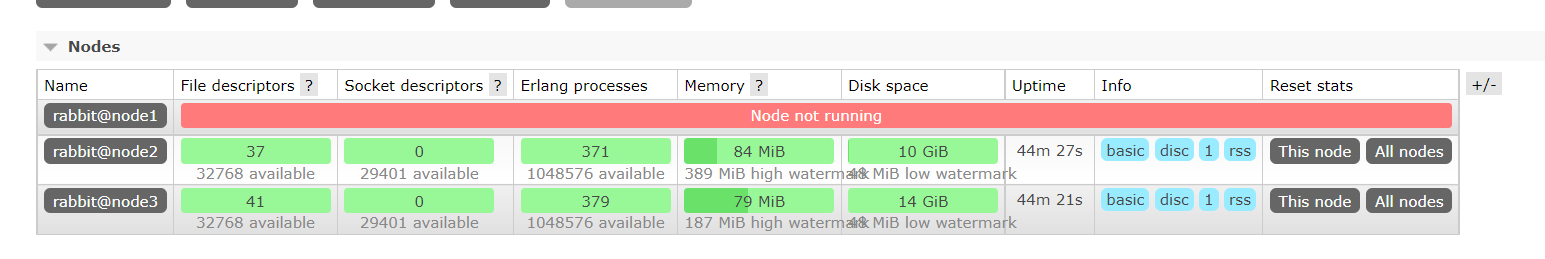 Nodes
Name File descriptors ? Socket descriptors ? Erlang processes Memory ? Disk space Uptime Info Reset stats +/-
rabbit@node1 Node not running
rabbit@node2 37 0 371 84 MiB 10 GiB 44m 27s basic disc 1 rss This node All nodes
32768 available 29401 available 1048576 available 389 MiB high watermark 48 MiB low watermark
rabbit@node3 41 0 379 79 MiB 14 GiB 44m 21s basic disc 1 rss This node All nodes
32768 available 29401 available 1048576 available 187 MiB high watermark 48 MiB low watermark